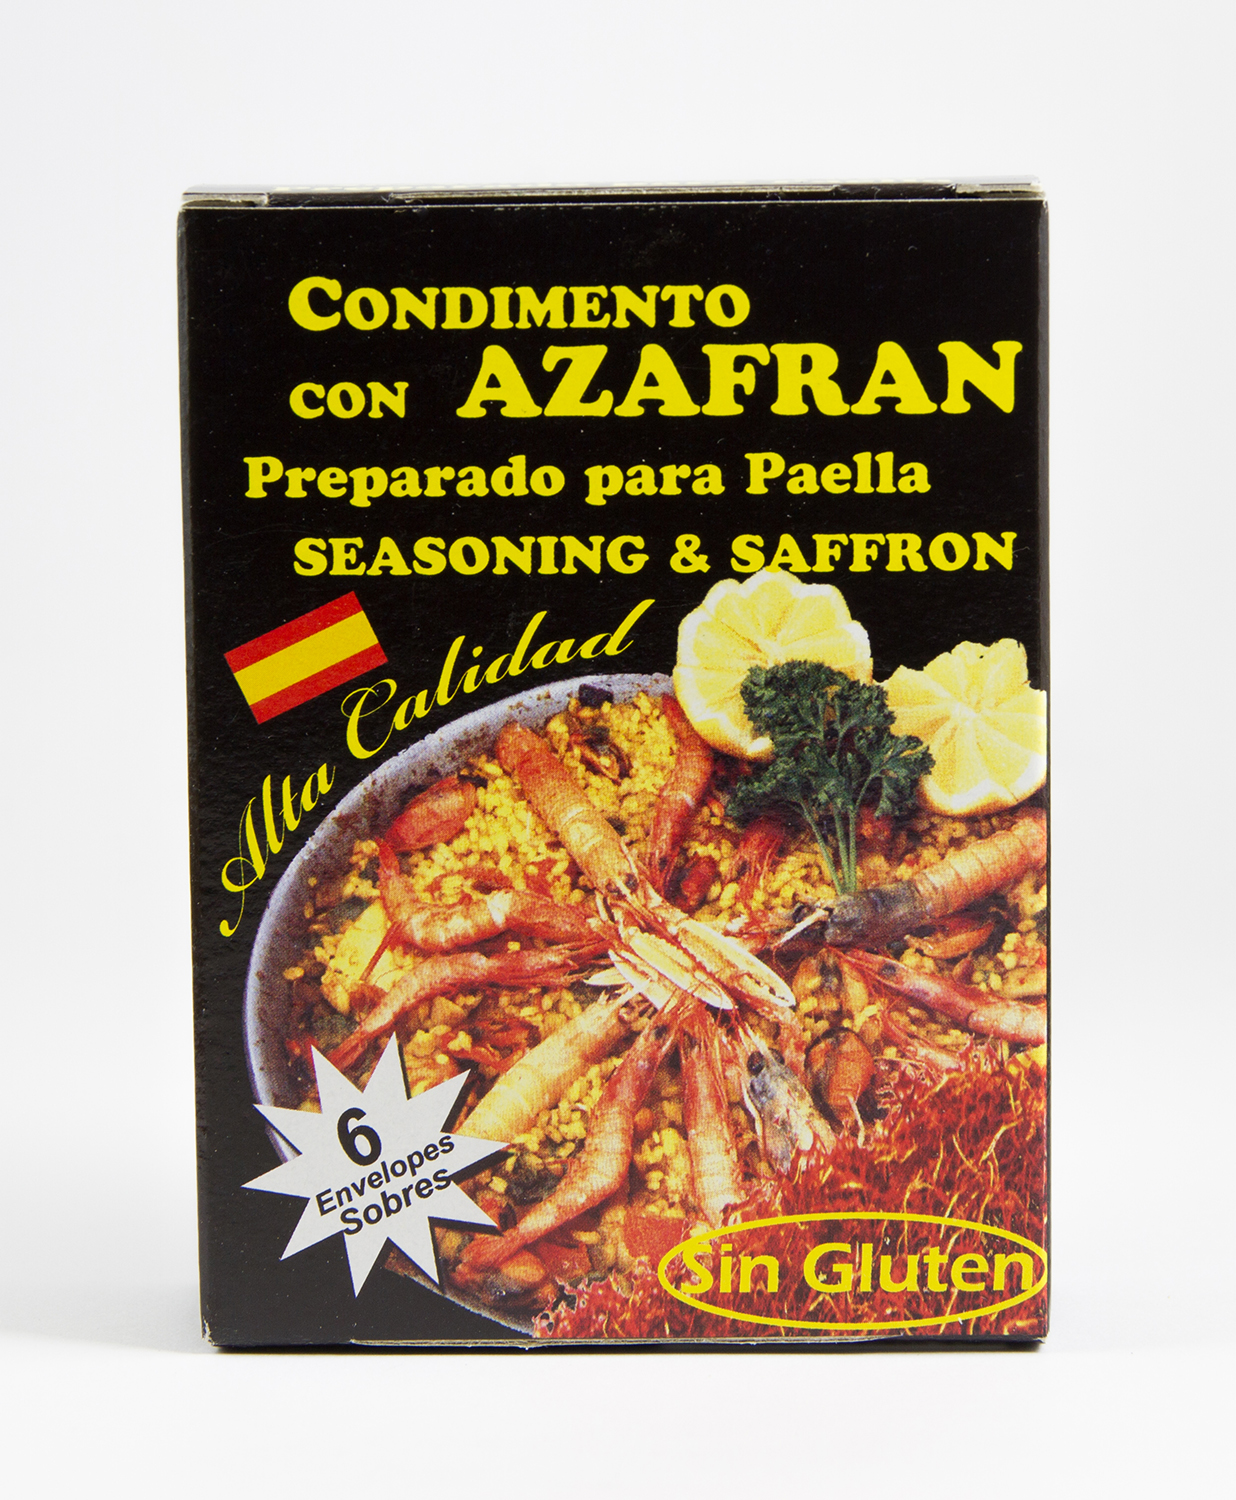 CONDIMENTO
CON AZAFRAN
Preparado para Paella
SEASONING & SAFFRON
Alta Calidad
6
Envelopes
Sobres
Sin Gluten